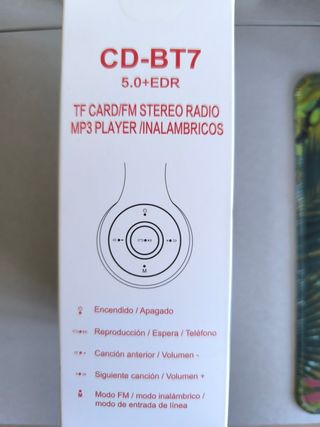 CD-BT7
5.0+EDR
TF CARD/FM STEREO RADIO
MP3 PLAYER /INALAMBRICOS
M
Encendido / Apagado
Reproducción / Espera / Teléfono
Canción anterior / Volumen -
Siguiente canción / Volumen +
Modo FM / modo inalámbrico /
modo de entrada de línea